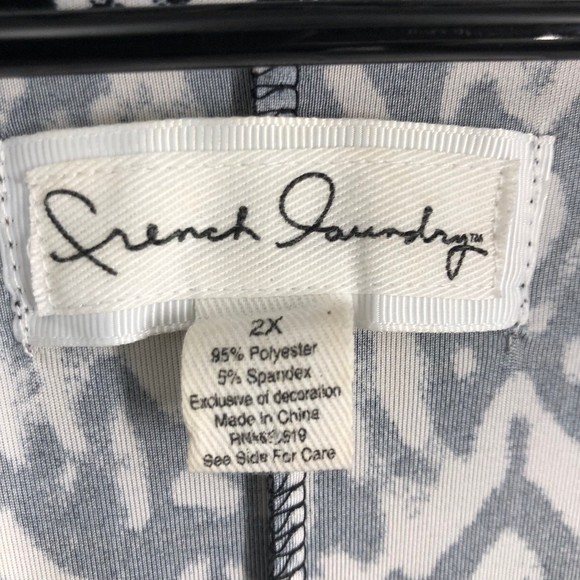 French Laundry™
2X
95% Polyester
5% Spandex
Exclusive of decoration
Made In China
See Side For Care